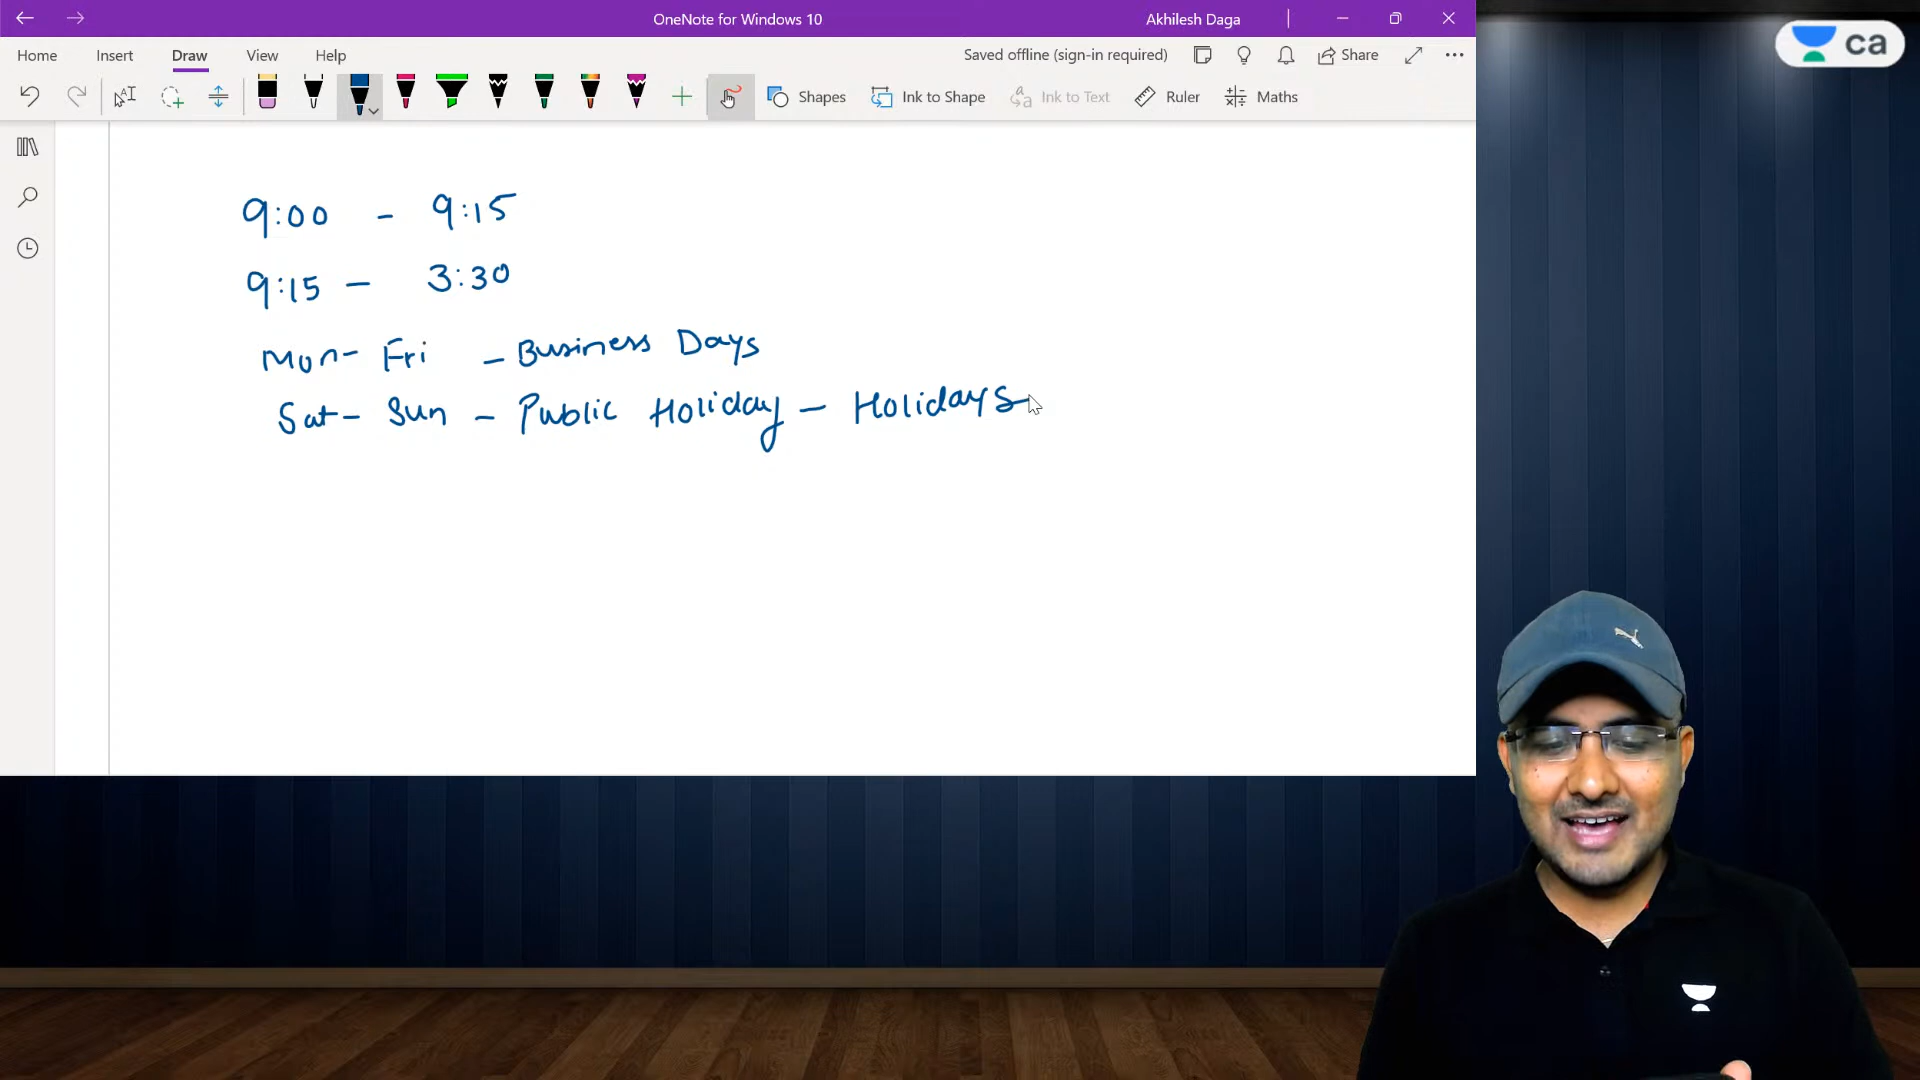 OneNote for Windows 10
Akhilesh Daga
Home Insert Draw View Help
Saved offline (sign-in required) Share
Shapes Ink to Shape Ink to Text Ruler Maths
ca
9:00 - 9:15
9:15 - 3:30
Mon- Fri - Business Days
Sat- Sun - Public Holiday - Holidays